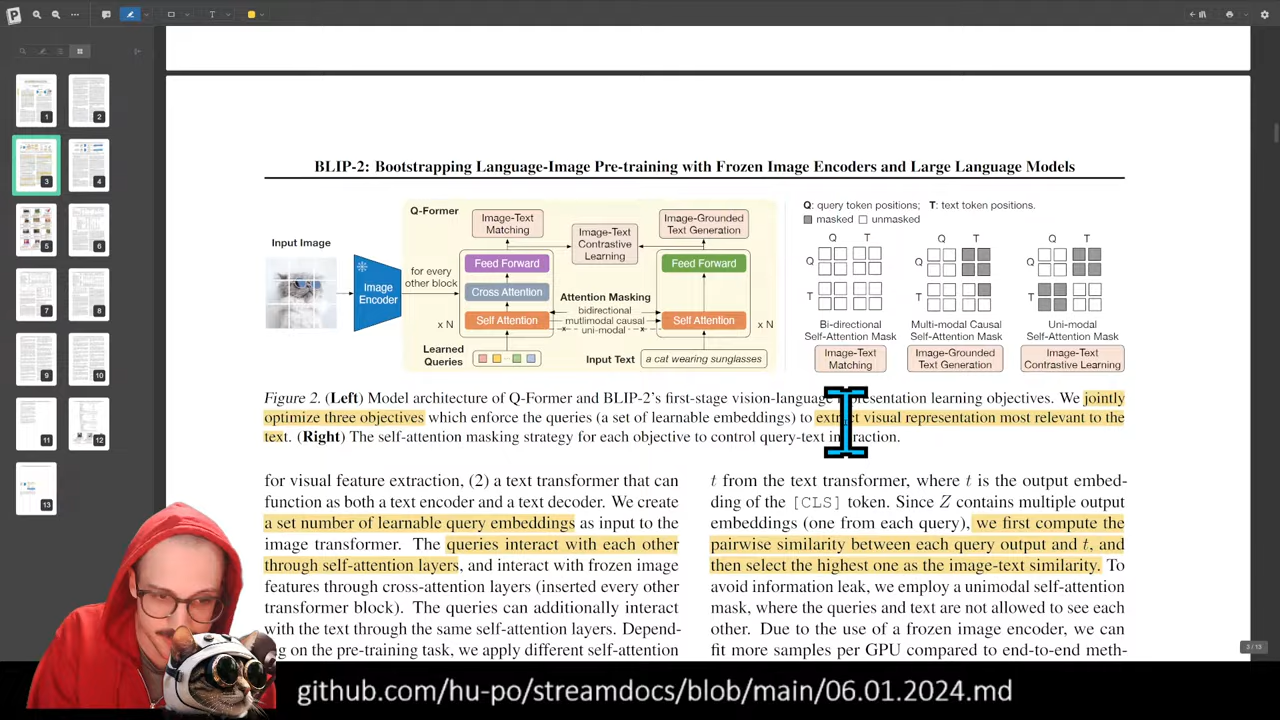 BLIP-2: Bootstrapping Language-Image Pre-training with Frozen Image Encoders and Large Language Models
Q-Former
Input Image
Image Encoder
for every other block
Image-Text Matching
Image-Text Contrastive Learning
Image-Grounded Text Generation
Feed Forward
Feed Forward
Cross Attention
Attention Masking
bidirectional
mutlimodal causal
uni-modal
Self Attention
Self Attention
x N
x N
Learned Queries
Input Text
a cat wearing sunglasses
Q: query token positions; T: text token positions.
masked unmasked
Q T
Q T
Q T
Q
Q
Q
T
T
T
Bi-directional Self-Attention Mask
Multi-modal Causal Self-Attention Mask
Uni-modal Self-Attention Mask
Image-Text Matching
Image-Grounded Text Generation
Image-Text Contrastive Learning
Figure 2. (Left) Model architecture of Q-Former and BLIP-2's first-stage vision-language representation learning objectives. We jointly
optimize three objectives which enforce the queries (a set of learnable embeddings) to extract visual representation most relevant to the
text. (Right) The self-attention masking strategy for each objective to control query-text interaction.
for visual feature extraction, (2) a text transformer that can
function as both a text encoder and a text decoder. We create
a set number of learnable query embeddings as input to the
image transformer. The queries interact with each other
through self-attention layers, and interact with frozen image
features through cross-attention layers (inserted every other
transformer block). The queries can additionally interact
with the text through the same self-attention layers. Depend-
on the pre-training task, we apply different self-attention
t from the text transformer, where t is the output embed-
ding of the [CLS] token. Since Z contains multiple output
embeddings (one from each query), we first compute the
pairwise similarity between each query output and t, and
then select the highest one as the image-text similarity. To
avoid information leak, we employ a unimodal self-attention
mask, where the queries and text are not allowed to see each
other. Due to the use of a frozen image encoder, we can
fit more samples per GPU compared to end-to-end meth-
1
2
3
4
5
6
7
8
9
10
11
12
13
3 / 13
github.com/hu-po/streamdocs/blob/main/06.01.2024.md